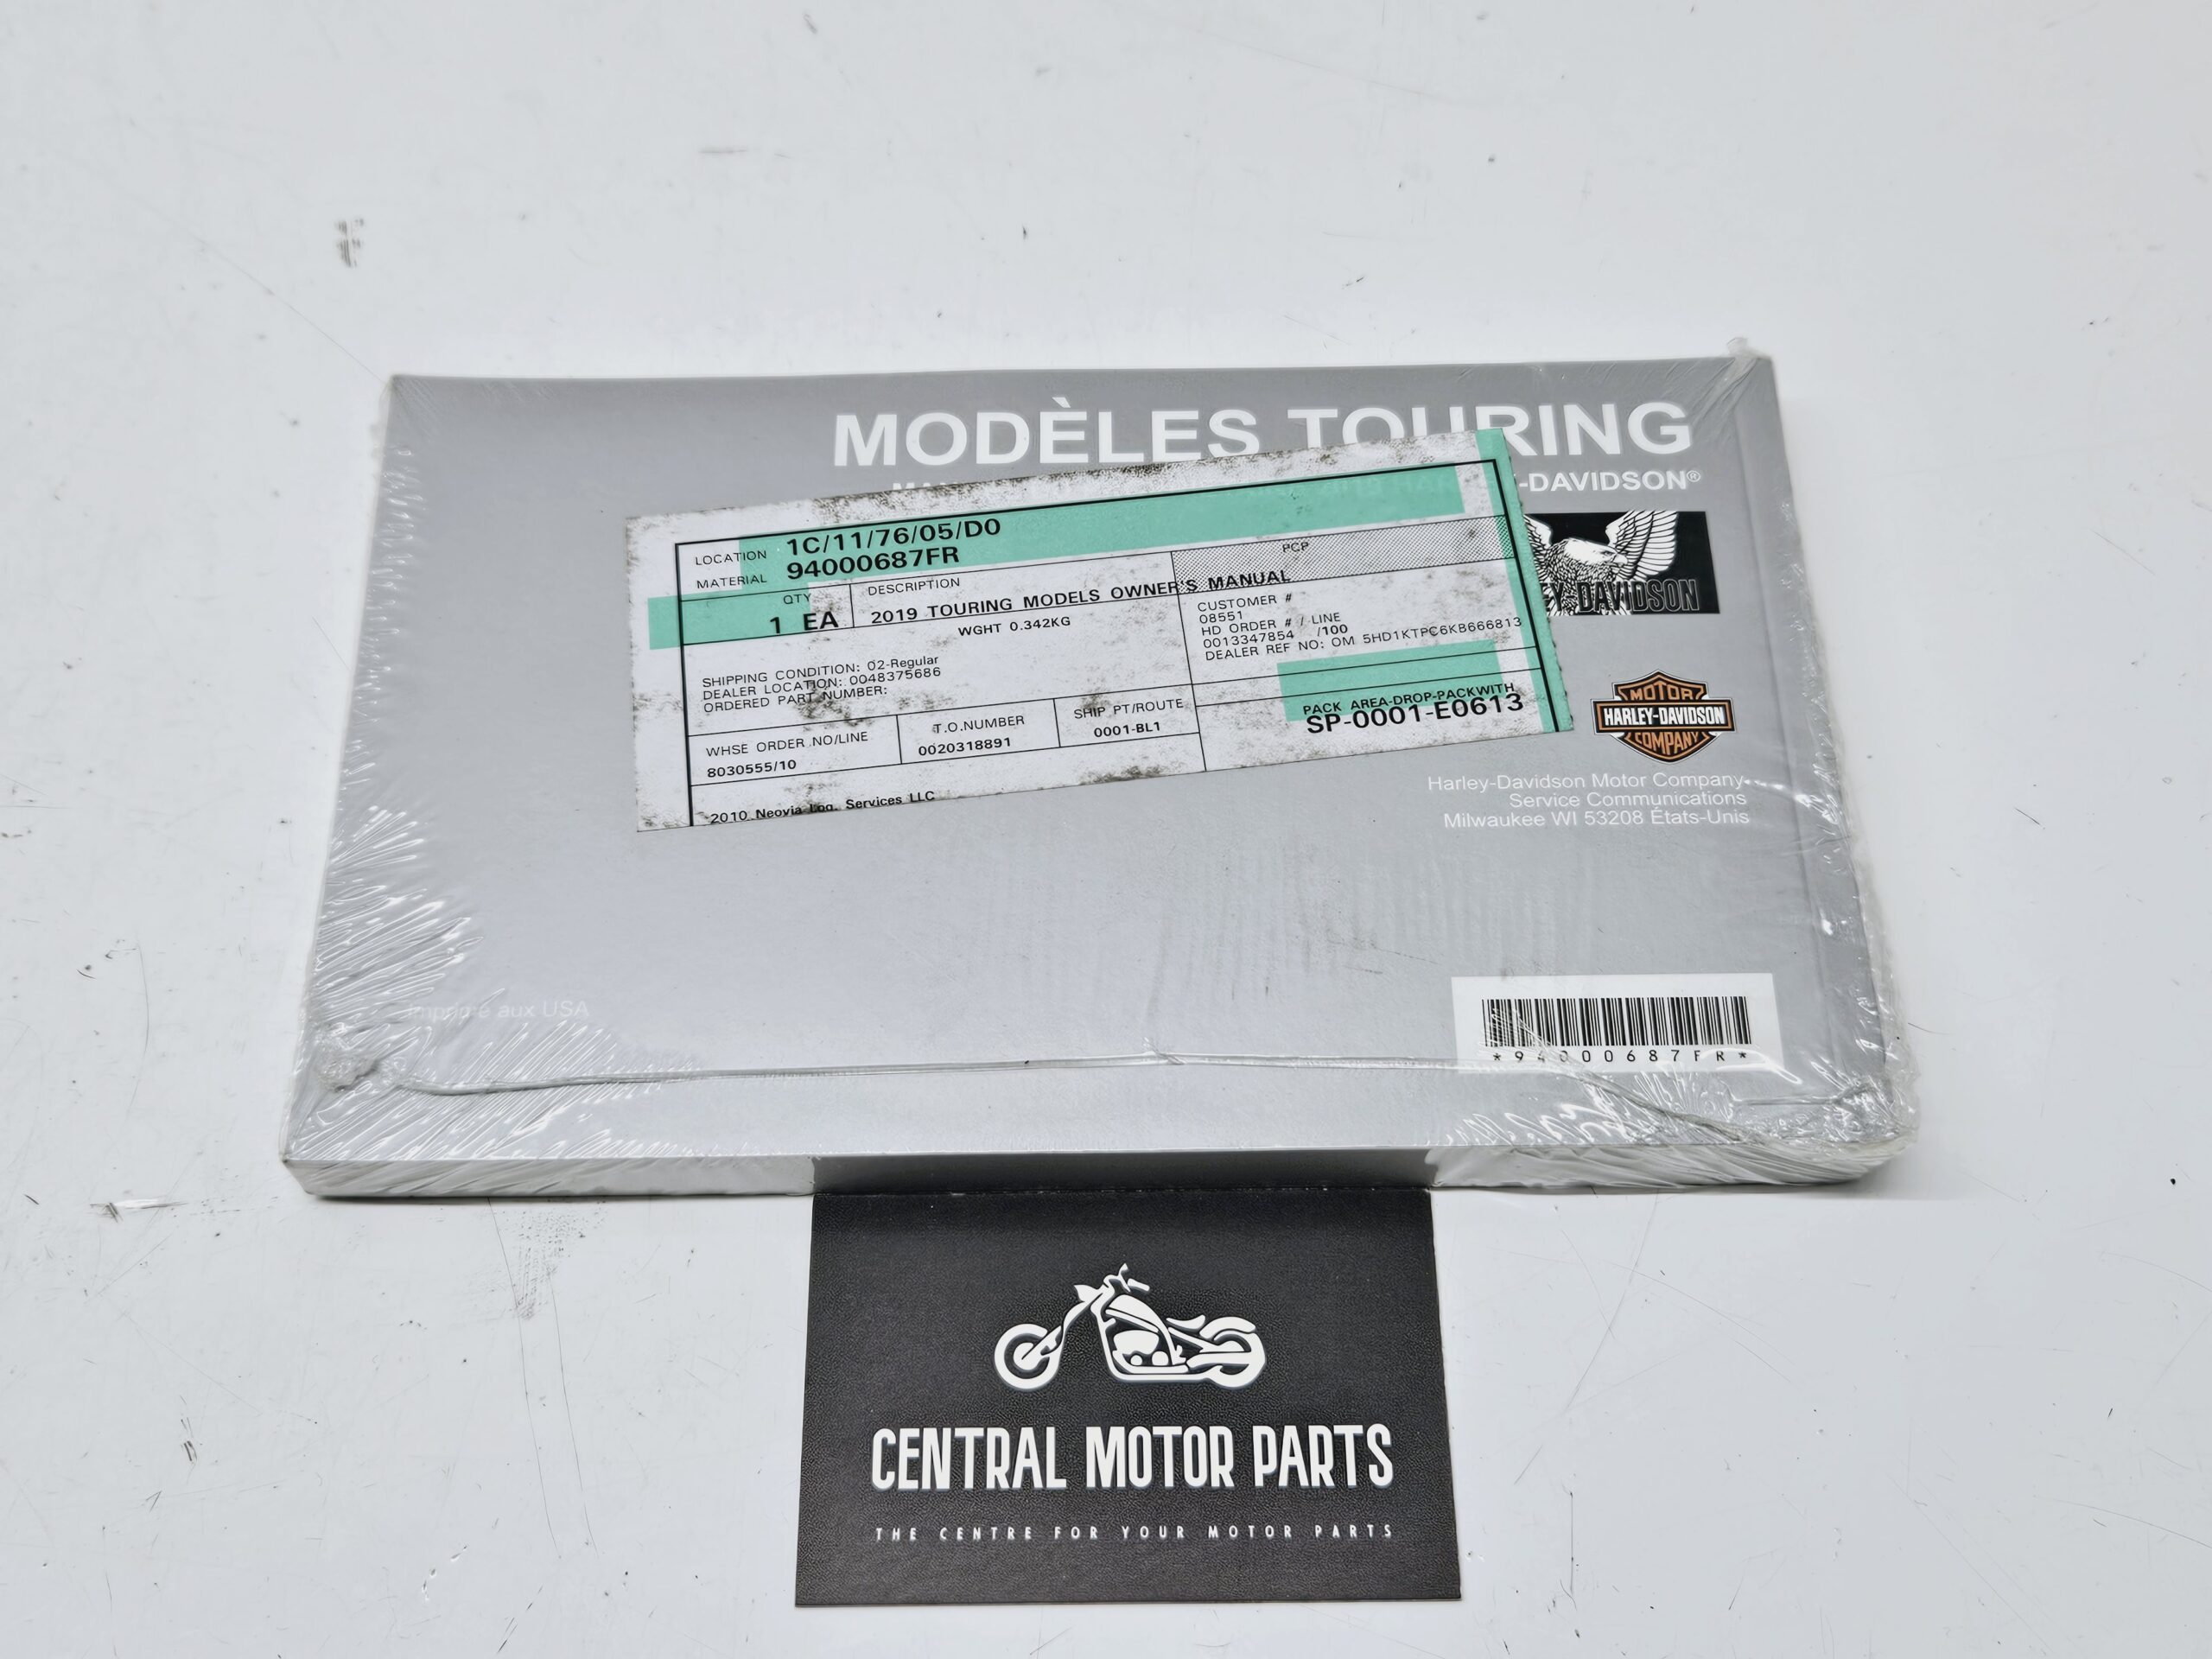 MODÈLES TOURING
-DAVIDSON®
LOCATION 1C/11/76/05/D0
MATERIAL 94000687FR
PCP
QTY
1 EA
DESCRIPTION
2019 TOURING MODELS OWNER'S MANUAL
WGHT 0.342KG
CUSTOMER #
08551
HD ORDER # / LINE
0013347854 /100
DEALER REF NO: OM 5HD1KTPC6KB666813
SHIPPING CONDITION: 02-Regular
DEALER LOCATION: 0048375686
ORDERED PART NUMBER:
PACK AREA-DROP-PACKWITH
SP-0001-E0613
WHSE ORDER NO/LINE
8030555/10
T.O.NUMBER
0020318891
SHIP PT/ROUTE
0001-BL1
2010 Neovia Log. Services LLC
EY-DAVIDSON
MOTOR
HARLEY-DAVIDSON
COMPANY
Harley-Davidson Motor Company
Service Communications
Milwaukee WI 53208 États-Unis
Imprimé aux USA
*94000687FR*
CENTRAL MOTOR PARTS
THE CENTRE FOR YOUR MOTOR PARTS